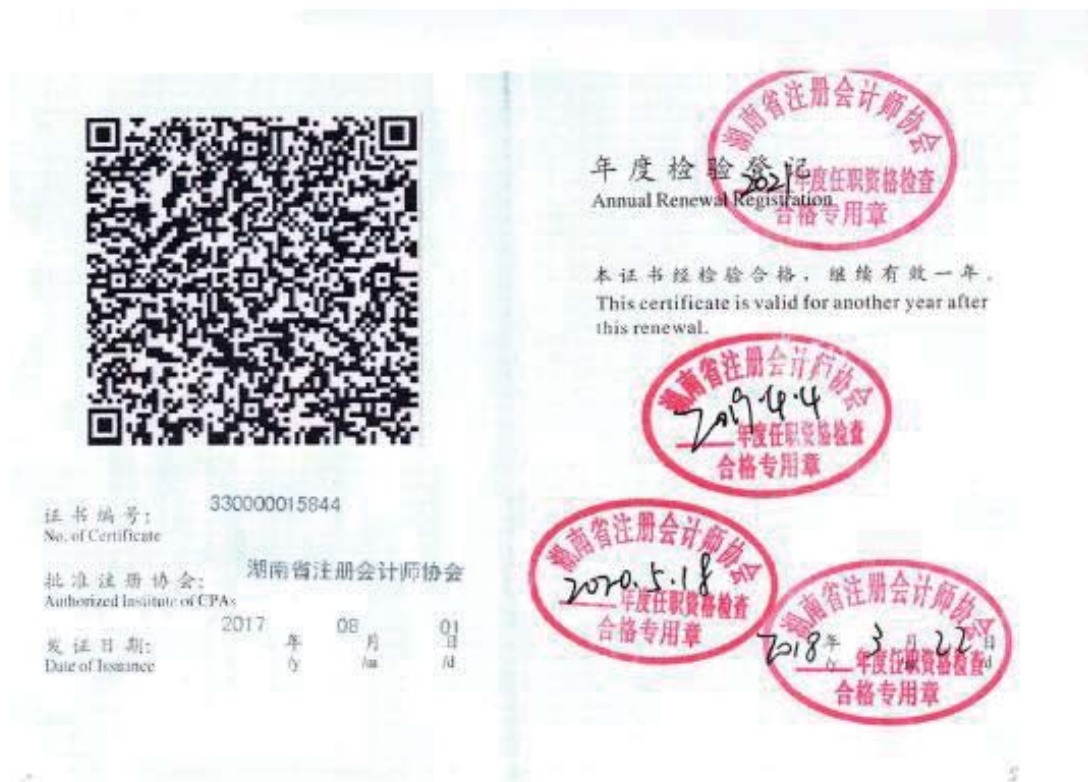 证书编号:
No. of Certificate
330000015844
批准注册协会:
Authorized Institute of CPAs
湖南省注册会计师协会
发证日期:
Date of Issuance
2017 年 08 月 01 日
/y /m /d
年度检验登记
Annual Renewal Registration
湖南省注册会计师协会
2021年度任职资格检查
合格专用章
本证书经检验合格，继续有效一年。
This certificate is valid for another year after
this renewal.
湖南省注册会计师协会
2019.4.4
年度任职资格检查
合格专用章
湖南省注册会计师协会
2020.5.18
年度任职资格检查
合格专用章
湖南省注册会计师协会
2018 年 3 月 22 日
/y /d
年度任职资格检查
合格专用章
5